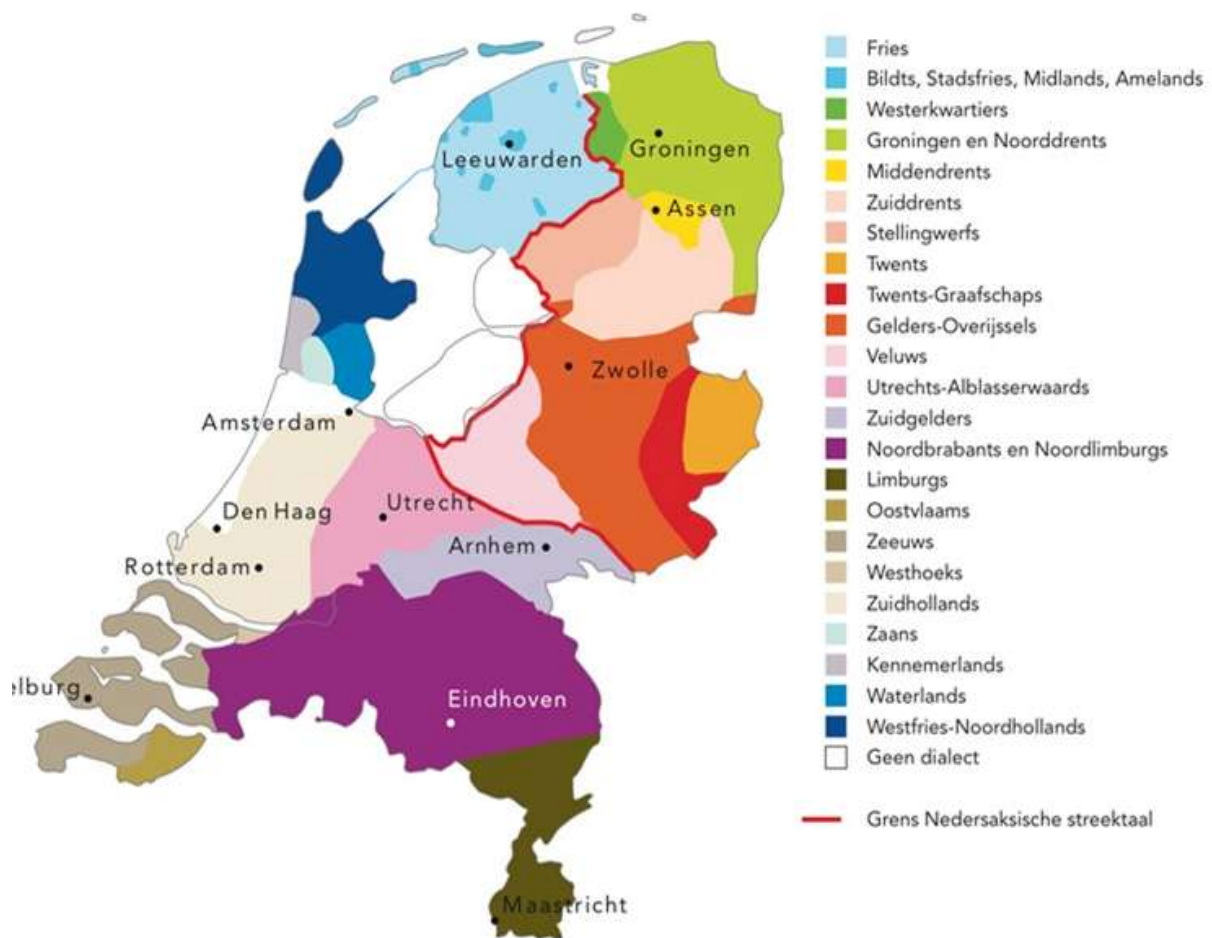 Leeuwarden
Groningen
Assen
Zwolle
Amsterdam
Den Haag
Utrecht
Arnhem
Rotterdam
elburg
Eindhoven
Maastricht
Fries
Bildts, Stadsfries, Midlands, Amelands
Westerkwartiers
Groningen en Noorddrents
Middendrents
Zuiddrents
Stellingwerfs
Twents
Twents-Graafschaps
Gelders-Overijssels
Veluws
Utrechts-Alblasserwaards
Zuidgelders
Noordbrabants en Noordlimburgs
Limburgs
Oostvlaams
Zeeuws
Westhoeks
Zuidhollands
Zaans
Kennemerlands
Waterlands
Westfries-Noordhollands
Geen dialect
Grens Nedersaksische streektaal